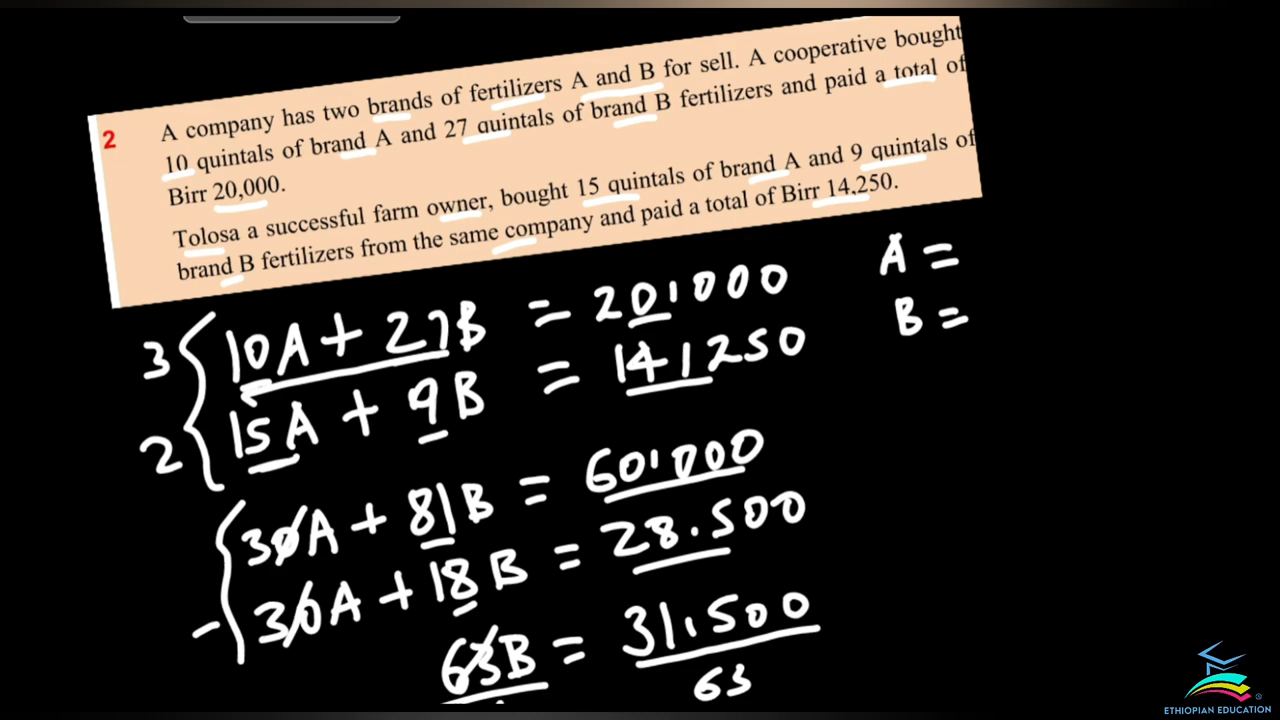 2 A company has two brands of fertilizers A and B for sell. A cooperative bought
10 quintals of brand A and 27 quintals of brand B fertilizers and paid a total of
Birr 20,000.
Tolosa a successful farm owner, bought 15 quintals of brand A and 9 quintals of
brand B fertilizers from the same company and paid a total of Birr 14,250.
A =
B =
3 { 10A + 27B = 20,000
2 { 15A + 9B = 14,250
{ 30A + 81B = 60,000
- { 30A + 18B = 28.500
63B = 31.500
63
ETHIOPIAN EDUCATION